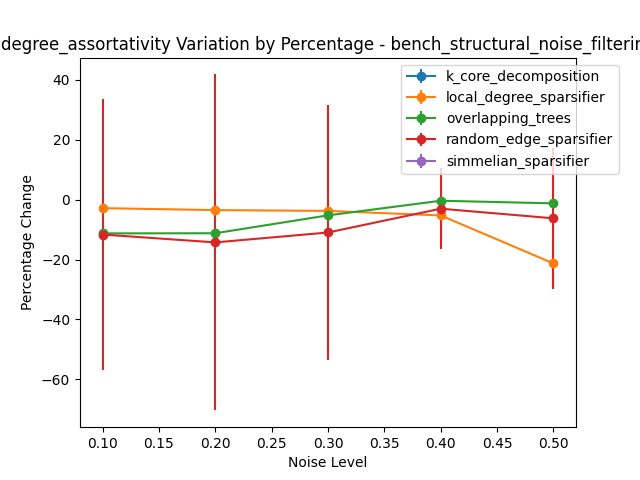 degree_assortativity Variation by Percentage - bench_structural_noise_filterin
k_core_decomposition
local_degree_sparsifier
overlapping_trees
random_edge_sparsifier
simmelian_sparsifier
Percentage Change
40
20
0
−20
−40
−60
0.10 0.15 0.20 0.25 0.30 0.35 0.40 0.45 0.50
Noise Level